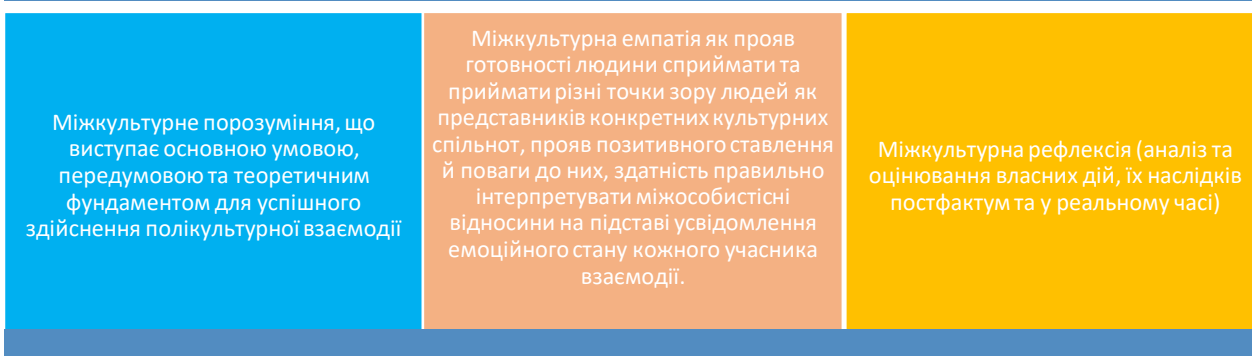 Міжкультурне порозуміння, що
виступає основною умовою,
передумовою та теоретичним
фундаментом для успішного
здійснення полікультурної взаємодії
Міжкультурна емпатія як прояв
готовності людини сприймати та
приймати різні точки зору людей як
представників конкретних культурних
спільнот, прояв позитивного ставлення
й поваги до них, здатність правильно
інтерпретувати міжособистісні
відносини на підставі усвідомлення
емоційного стану кожного учасника
взаємодії.
Міжкультурна рефлексія (аналіз та
оцінювання власних дій, їх наслідків
постфактум та у реальному часі)